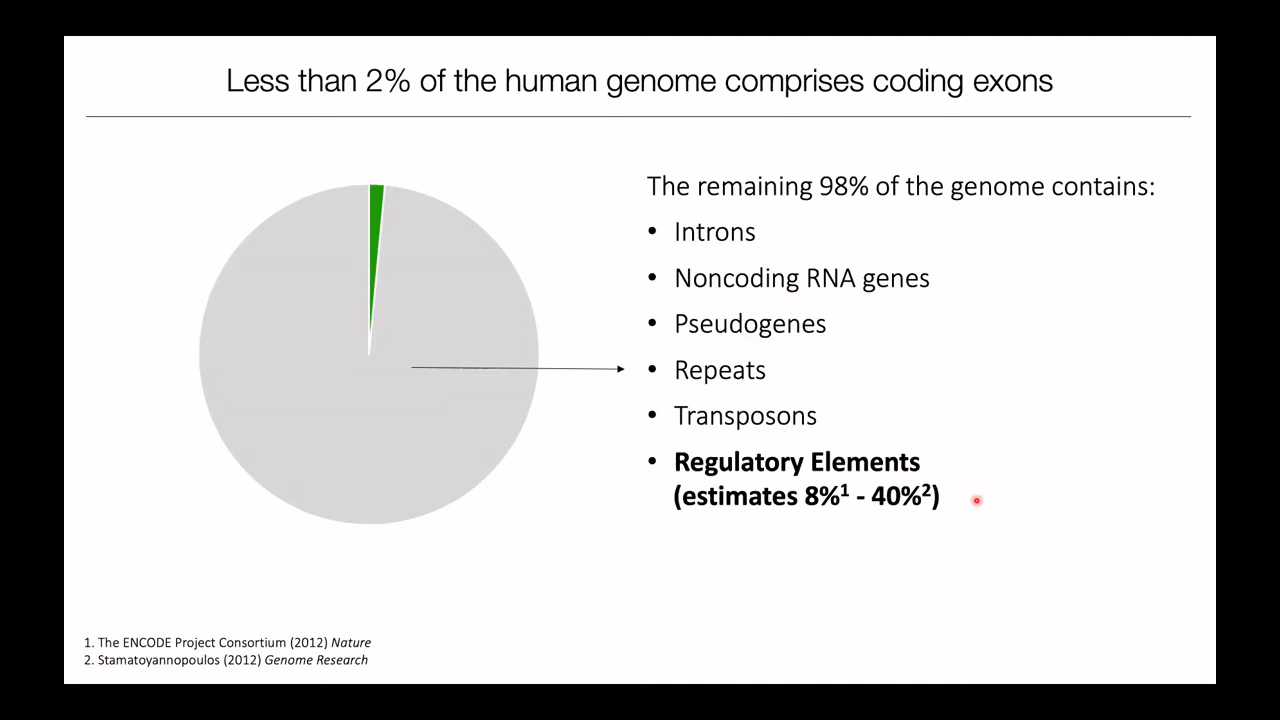 Less than 2% of the human genome comprises coding exons
The remaining 98% of the genome contains:
• Introns
• Noncoding RNA genes
• Pseudogenes
• Repeats
• Transposons
• Regulatory Elements
(estimates 8%¹ - 40%²)
1. The ENCODE Project Consortium (2012) Nature
2. Stamatoyannopoulos (2012) Genome Research